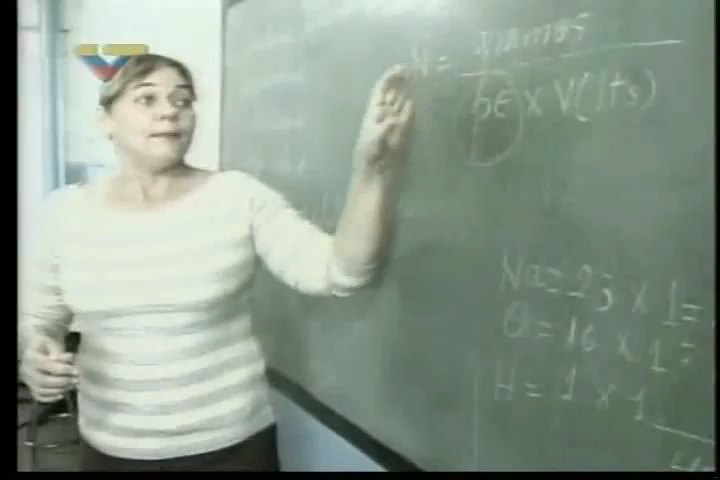 N = gramos
pE x V(lts)
Na = 23 x 1 =
O = 16 x 1 =
H = 1 x 1